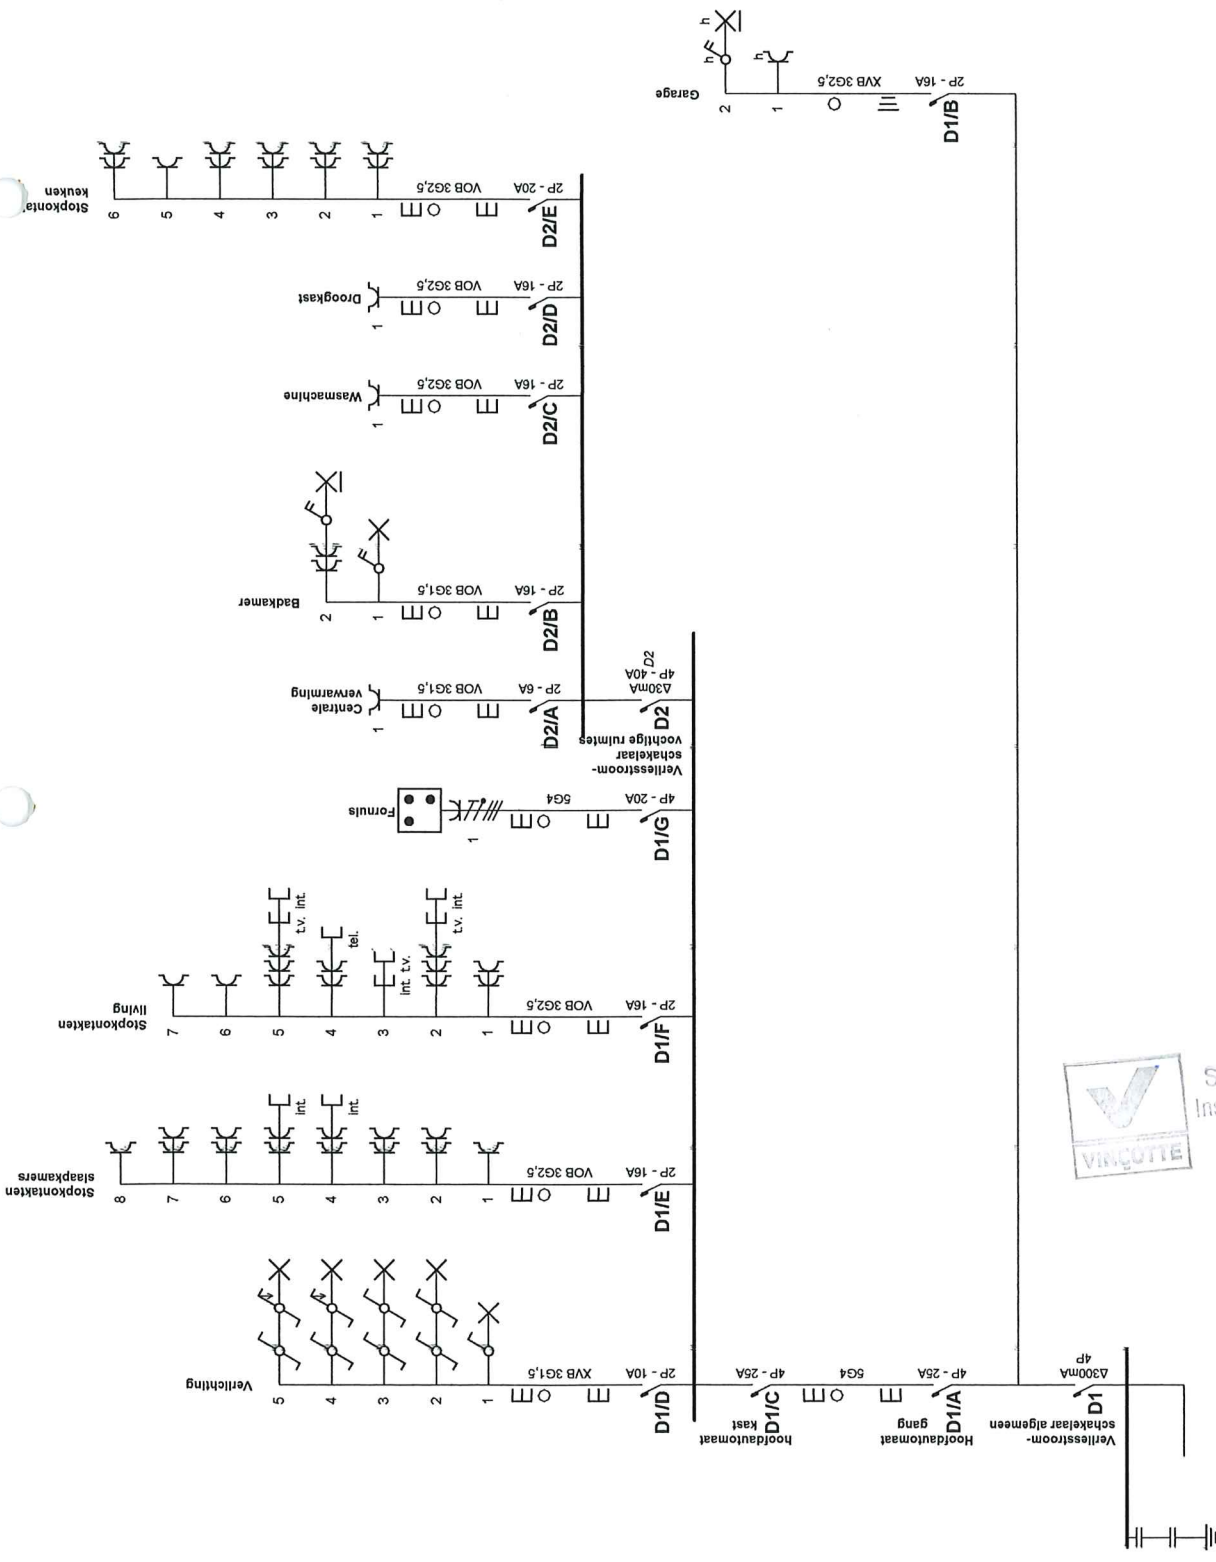 Verlichting
5
4
3
2
1
XVB 3G1,5
2P - 10A
D1/D
Stopkontakten
slaapkamers
8
7
6
5
4
3
2
1
int.
int.
VOB 3G2,5
2P - 16A
D1/E
Stopkontakten
living
7
6
5
4
3
2
1
t.v. int.
tel.
int. t.v.
t.v. int.
VOB 3G2,5
2P - 16A
D1/F
Fornuis
1
5G4
4P - 20A
D1/G
Centrale
verwarming
1
VOB 3G1,5
2P - 6A
D2/A
Badkamer
2
1
VOB 3G1,5
2P - 16A
D2/B
Wasmachine
1
VOB 3G2,5
2P - 16A
D2/C
Droogkast
1
VOB 3G2,5
2P - 16A
D2/D
keuken
6
5
4
3
2
1
VOB 3G2,5
2P - 20A
D2/E
Verliesstroom-
schakelaar
vochtige ruimtes
D2
Δ30mA
4P - 40A
D2
Garage
2
1
h
h
h
XVB 3G2,5
2P - 16A
D1/B
hoofdautomaat
kast
D1/C
4P - 25A
5G4
Hoofdautomaat
gang
D1/A
4P - 25A
Verliesstroom-
schakelaar algemeen
D1
Δ300mA
4P
VINÇOTTE